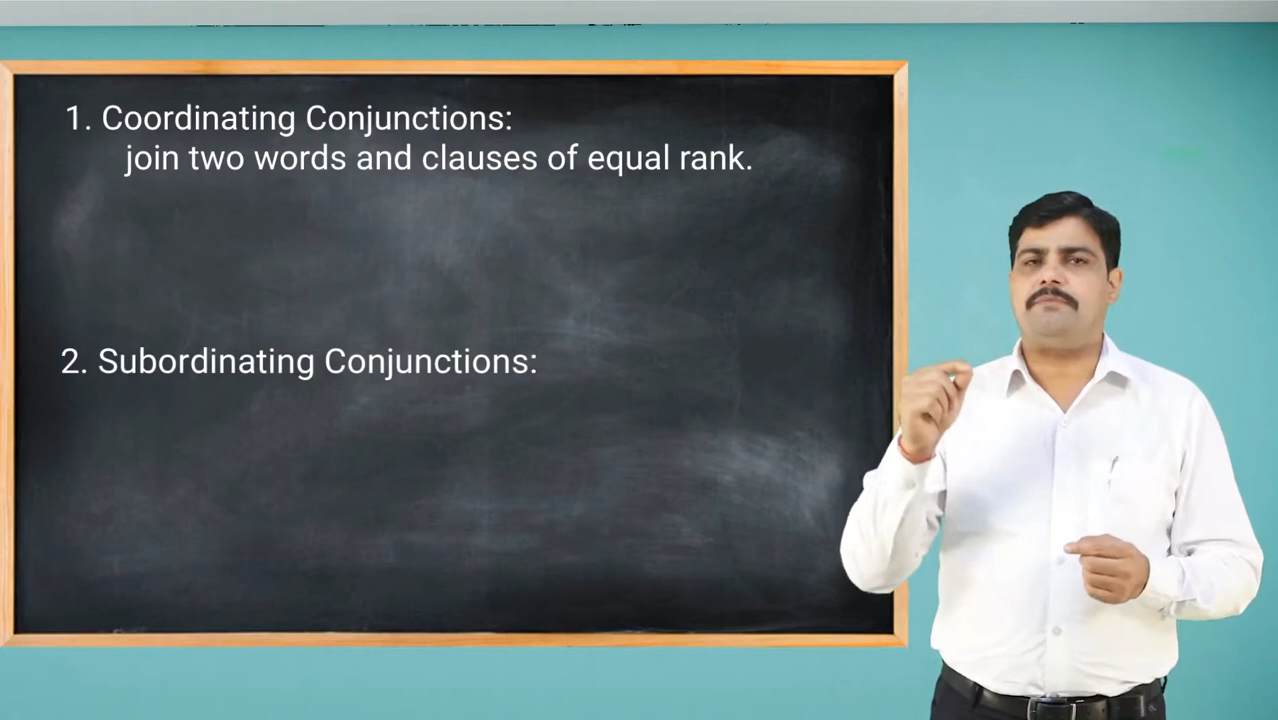 1. Coordinating Conjunctions:
join two words and clauses of equal rank.
2. Subordinating Conjunctions: